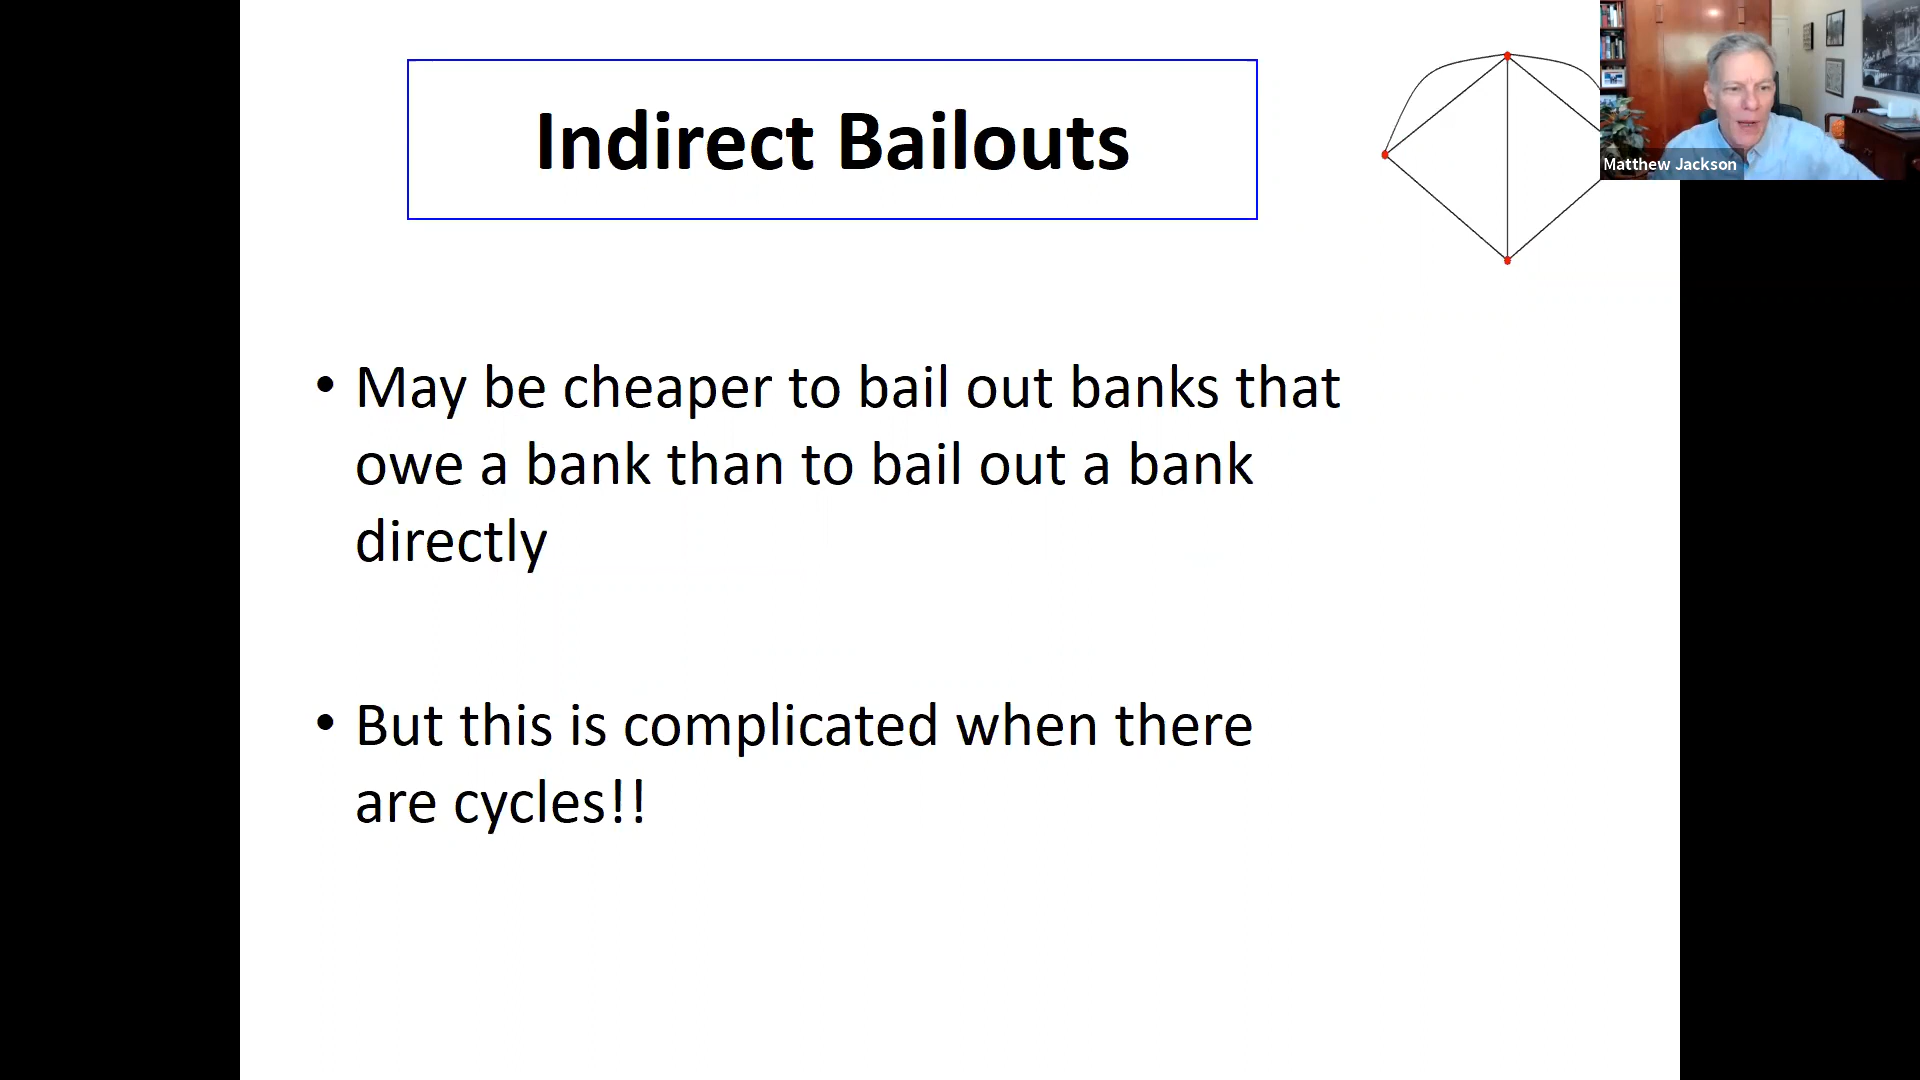 Indirect Bailouts
Matthew Jackson
• May be cheaper to bail out banks that
owe a bank than to bail out a bank
directly
• But this is complicated when there
are cycles!!